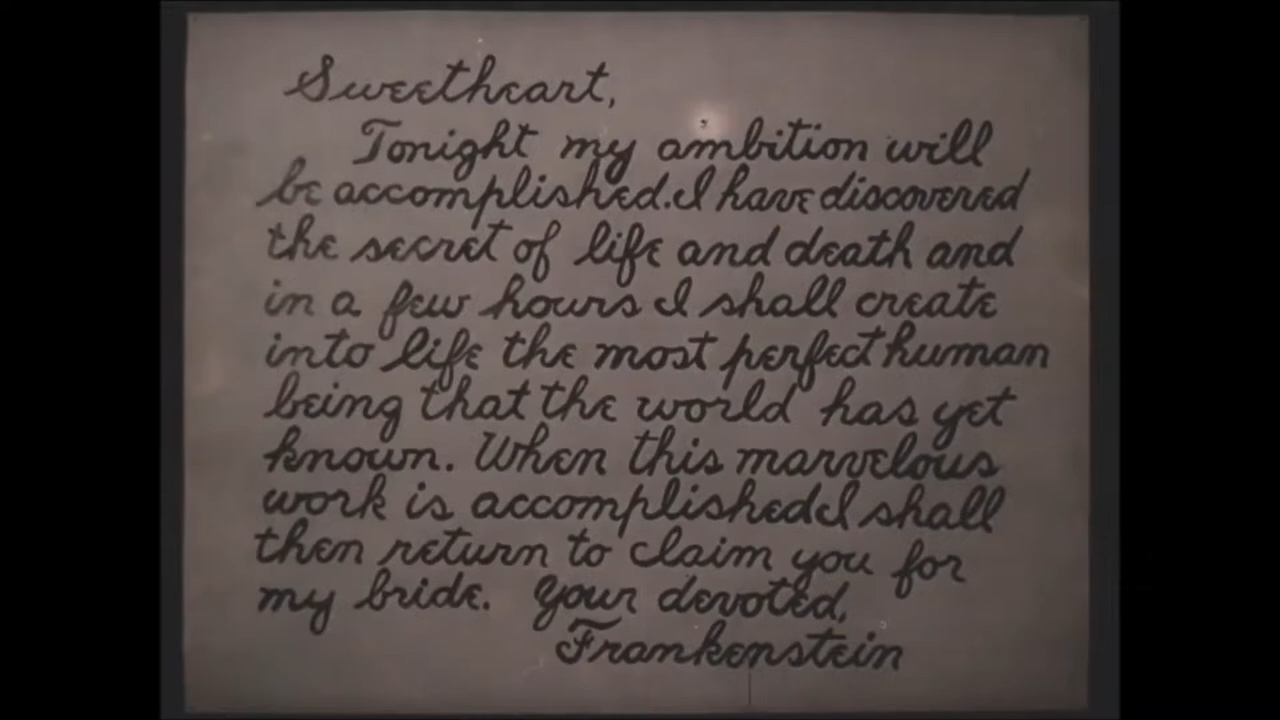 Sweetheart,
Tonight my ambition will
be accomplished. I have discovered
the secret of life and death and
in a few hours I shall create
into life the most perfect human
being that the world has yet
known. When this marvelous
work is accomplished I shall
then return to claim you for
my bride. Your devoted,
Frankenstein